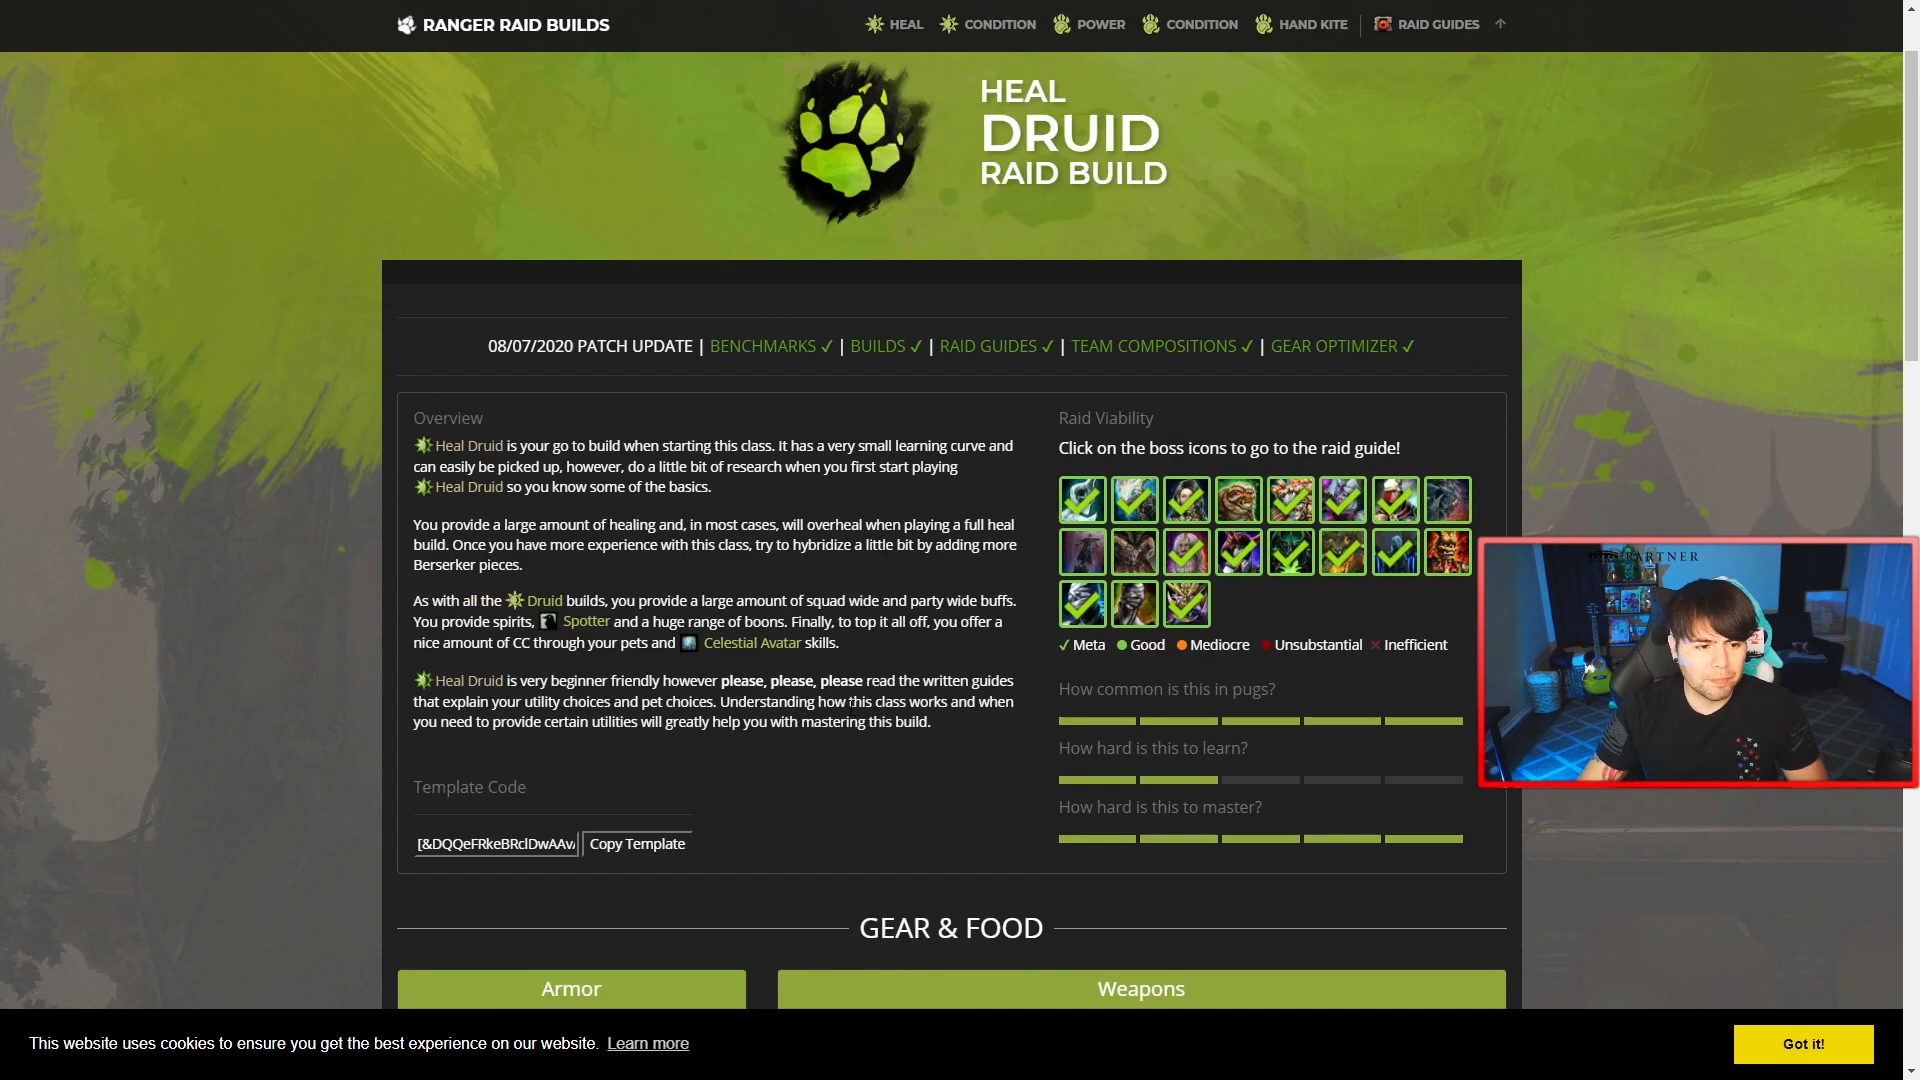 RANGER RAID BUILDS
HEAL CONDITION POWER CONDITION HAND KITE RAID GUIDES
HEAL
DRUID
RAID BUILD
08/07/2020 PATCH UPDATE | BENCHMARKS ✓ | BUILDS ✓ | RAID GUIDES ✓ | TEAM COMPOSITIONS ✓ | GEAR OPTIMIZER ✓
Overview
Heal Druid is your go to build when starting this class. It has a very small learning curve and
can easily be picked up, however, do a little bit of research when you first start playing
Heal Druid so you know some of the basics.
You provide a large amount of healing and, in most cases, will overheal when playing a full heal
build. Once you have more experience with this class, try to hybridize a little bit by adding more
Berserker pieces.
As with all the Druid builds, you provide a large amount of squad wide and party wide buffs.
You provide spirits, Spotter and a huge range of boons. Finally, to top it all off, you offer a
nice amount of CC through your pets and Celestial Avatar skills.
Heal Druid is very beginner friendly however please, please, please read the written guides
that explain your utility choices and pet choices. Understanding how this class works and when
you need to provide certain utilities will greatly help you with mastering this build.
Template Code
[&DQQeFRkeBRclDwAAv Copy Template
Raid Viability
Click on the boss icons to go to the raid guide!
✓ Meta Good Mediocre Unsubstantial Inefficient
How common is this in pugs?
How hard is this to learn?
How hard is this to master?
PARTNER
GEAR & FOOD
Armor Weapons
This website uses cookies to ensure you get the best experience on our website. Learn more
Got it!